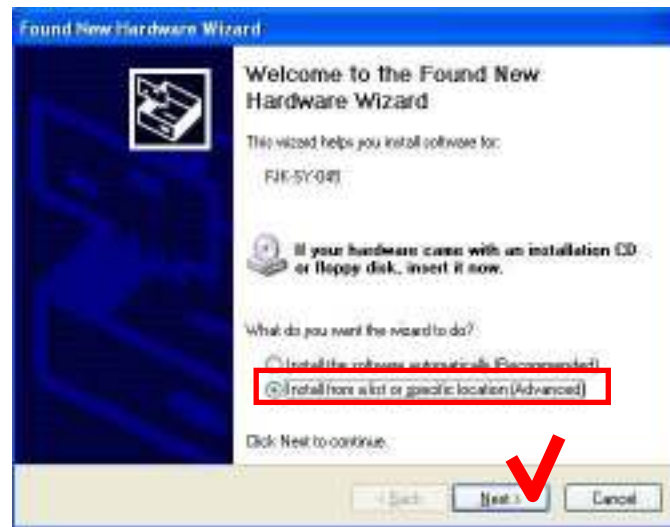 Found New Hardware Wizard
Welcome to the Found New
Hardware Wizard
This wizard helps you install software for:
If your hardware came with an installation CD
or floppy disk, insert it now.
What do you want the wizard to do?
Install the software automatically (Recommended)
Install from a list or specific location (Advanced)
Click Next to continue.
< Back
Next >
Cancel